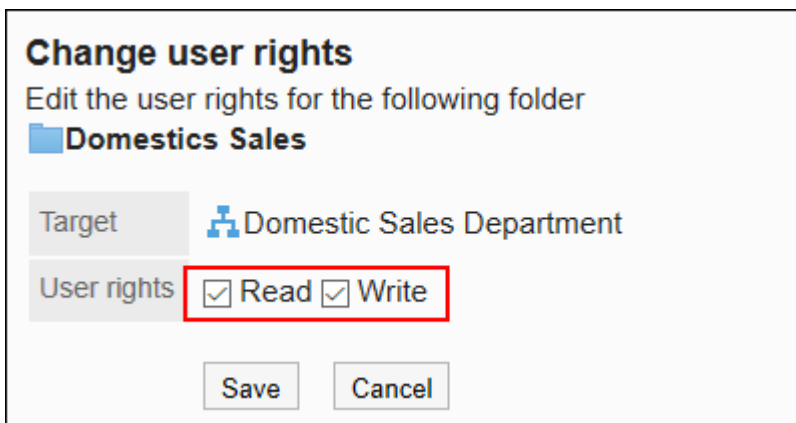 Change user rights
Edit the user rights for the following folder
Domestics Sales
Target Domestic Sales Department
User rights Read Write
Save Cancel